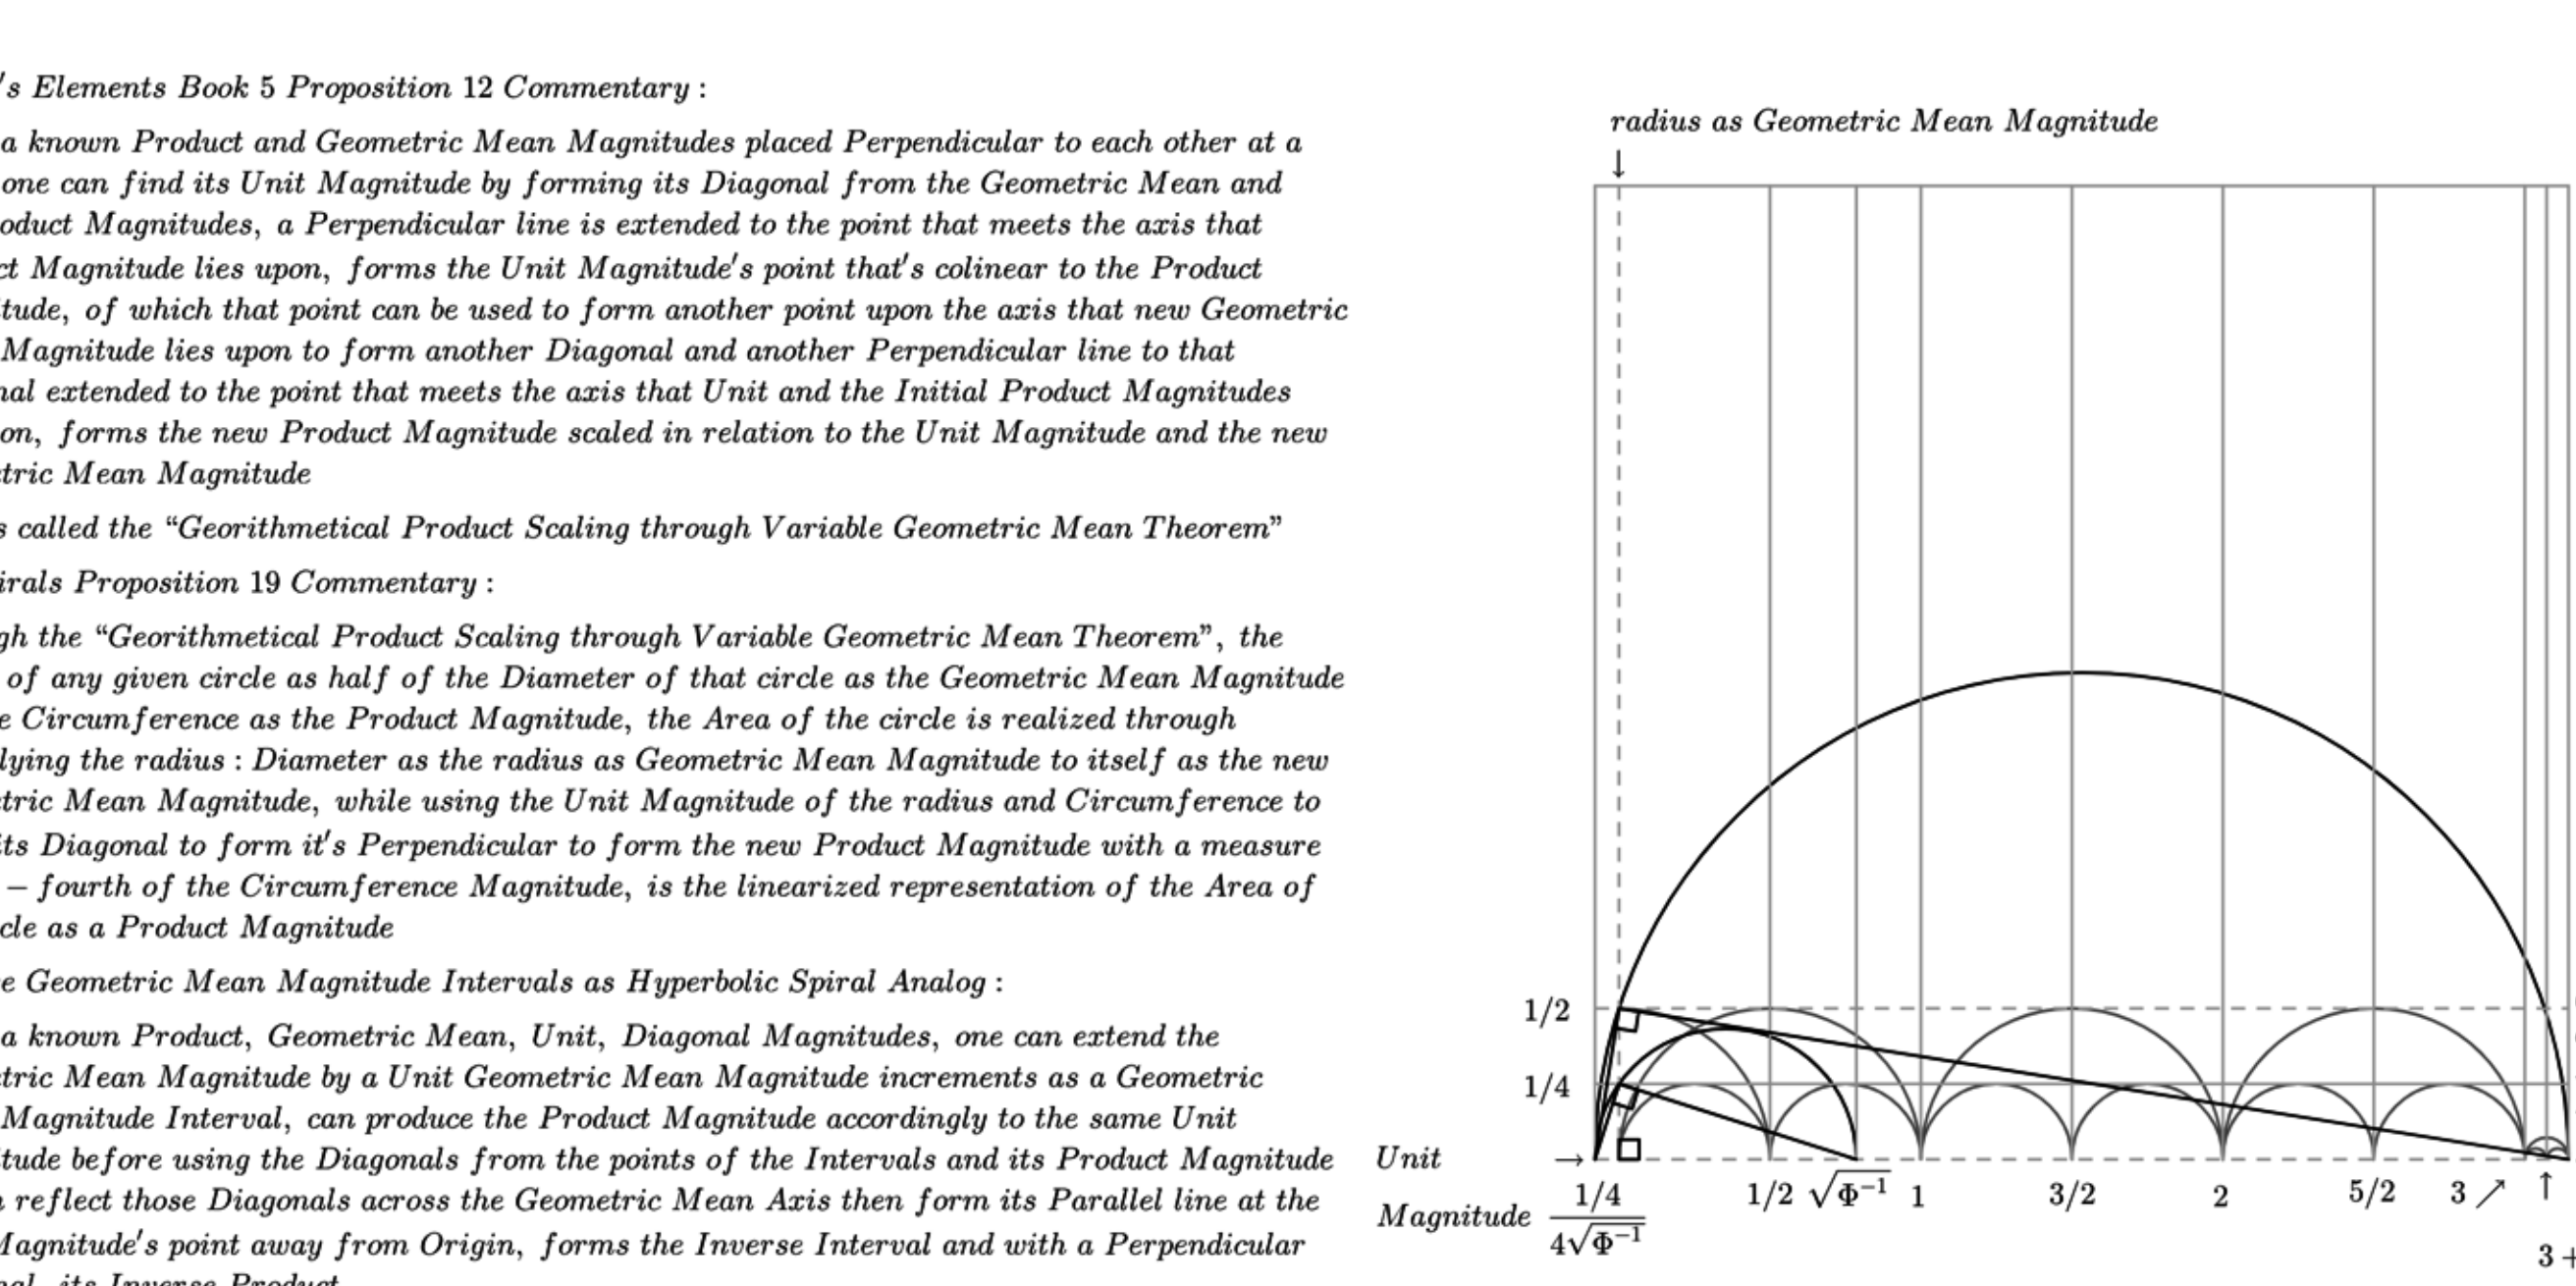 's Elements Book 5 Proposition 12 Commentary :
a known Product and Geometric Mean Magnitudes placed Perpendicular to each other at a
one can find its Unit Magnitude by forming its Diagonal from the Geometric Mean and
oduct Magnitudes, a Perpendicular line is extended to the point that meets the axis that
ct Magnitude lies upon, forms the Unit Magnitude's point that's colinear to the Product
tude, of which that point can be used to form another point upon the axis that new Geometric
Magnitude lies upon to form another Diagonal and another Perpendicular line to that
nal extended to the point that meets the axis that Unit and the Initial Product Magnitudes
on, forms the new Product Magnitude scaled in relation to the Unit Magnitude and the new
tric Mean Magnitude
s called the “Georithmetical Product Scaling through Variable Geometric Mean Theorem”
irals Proposition 19 Commentary :
gh the “Georithmetical Product Scaling through Variable Geometric Mean Theorem”, the
of any given circle as half of the Diameter of that circle as the Geometric Mean Magnitude
e Circumference as the Product Magnitude, the Area of the circle is realized through
lying the radius : Diameter as the radius as Geometric Mean Magnitude to itself as the new
tric Mean Magnitude, while using the Unit Magnitude of the radius and Circumference to
its Diagonal to form it's Perpendicular to form the new Product Magnitude with a measure
– fourth of the Circumference Magnitude, is the linearized representation of the Area of
cle as a Product Magnitude
e Geometric Mean Magnitude Intervals as Hyperbolic Spiral Analog :
a known Product, Geometric Mean, Unit, Diagonal Magnitudes, one can extend the
tric Mean Magnitude by a Unit Geometric Mean Magnitude increments as a Geometric
Magnitude Interval, can produce the Product Magnitude accordingly to the same Unit
tude before using the Diagonals from the points of the Intervals and its Product Magnitude
reflect those Diagonals across the Geometric Mean Axis then form its Parallel line at the
Magnitude's point away from Origin, forms the Inverse Interval and with a Perpendicular
nal, its Inverse Product
radius as Geometric Mean Magnitude
↓
1/2
1/4
Unit →
Magnitude
1/4
4√Φ⁻¹
1/2 √Φ⁻¹ 1 3/2 2 5/2 3 ↗ ↑
3 +